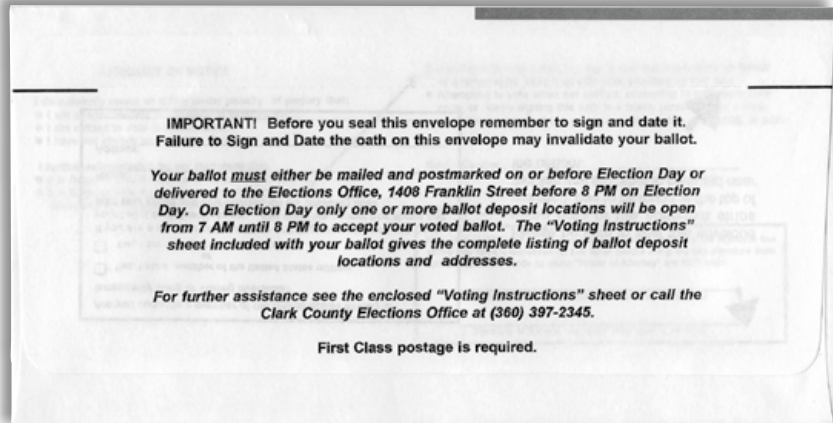 IMPORTANT! Before you seal this envelope remember to sign and date it.
Failure to Sign and Date the oath on this envelope may invalidate your ballot.
Your ballot must either be mailed and postmarked on or before Election Day or
delivered to the Elections Office, 1408 Franklin Street before 8 PM on Election
Day. On Election Day only one or more ballot deposit locations will be open
from 7 AM until 8 PM to accept your voted ballot. The “Voting Instructions”
sheet included with your ballot gives the complete listing of ballot deposit
locations and addresses.
For further assistance see the enclosed “Voting Instructions” sheet or call the
Clark County Elections Office at (360) 397-2345.
First Class postage is required.